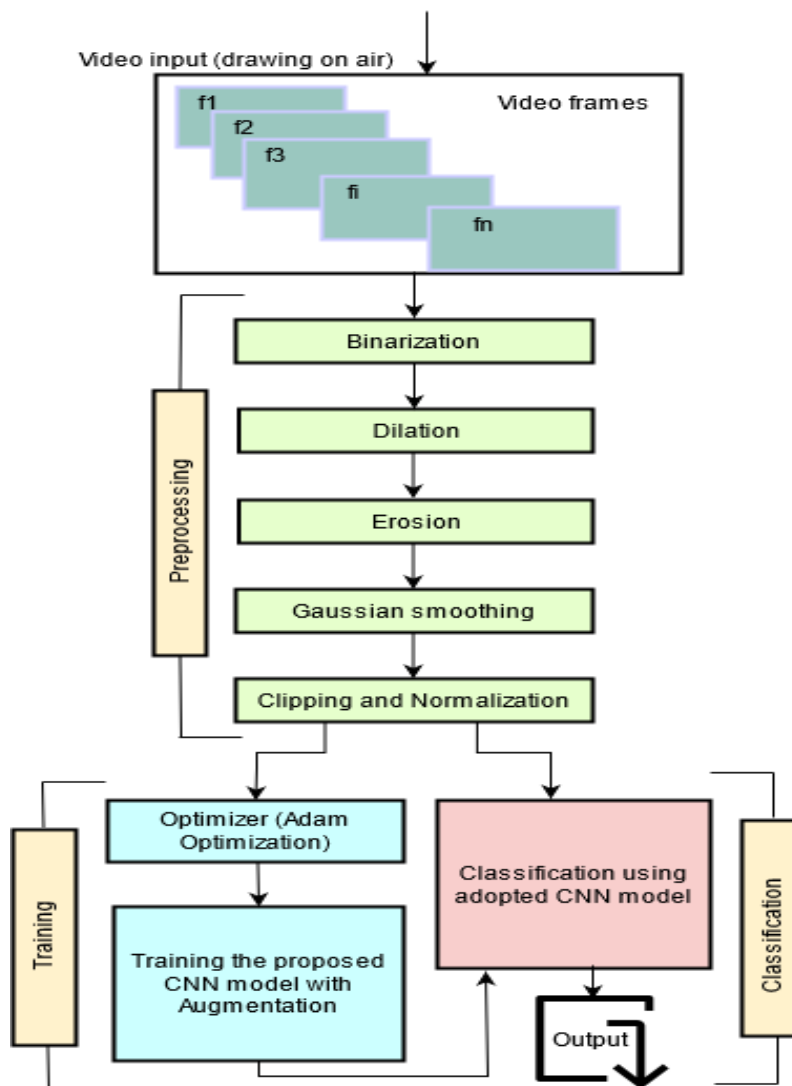 Video input (drawing on air)
Video frames
f1
f2
f3
fi
fn
Binarization
Dilation
Erosion
Gaussian smoothing
Clipping and Normalization
Preprocessing
Optimizer (Adam
Optimization)
Training the proposed
CNN model with
Augmentation
Training
Classification using
adopted CNN model
Classification
Output